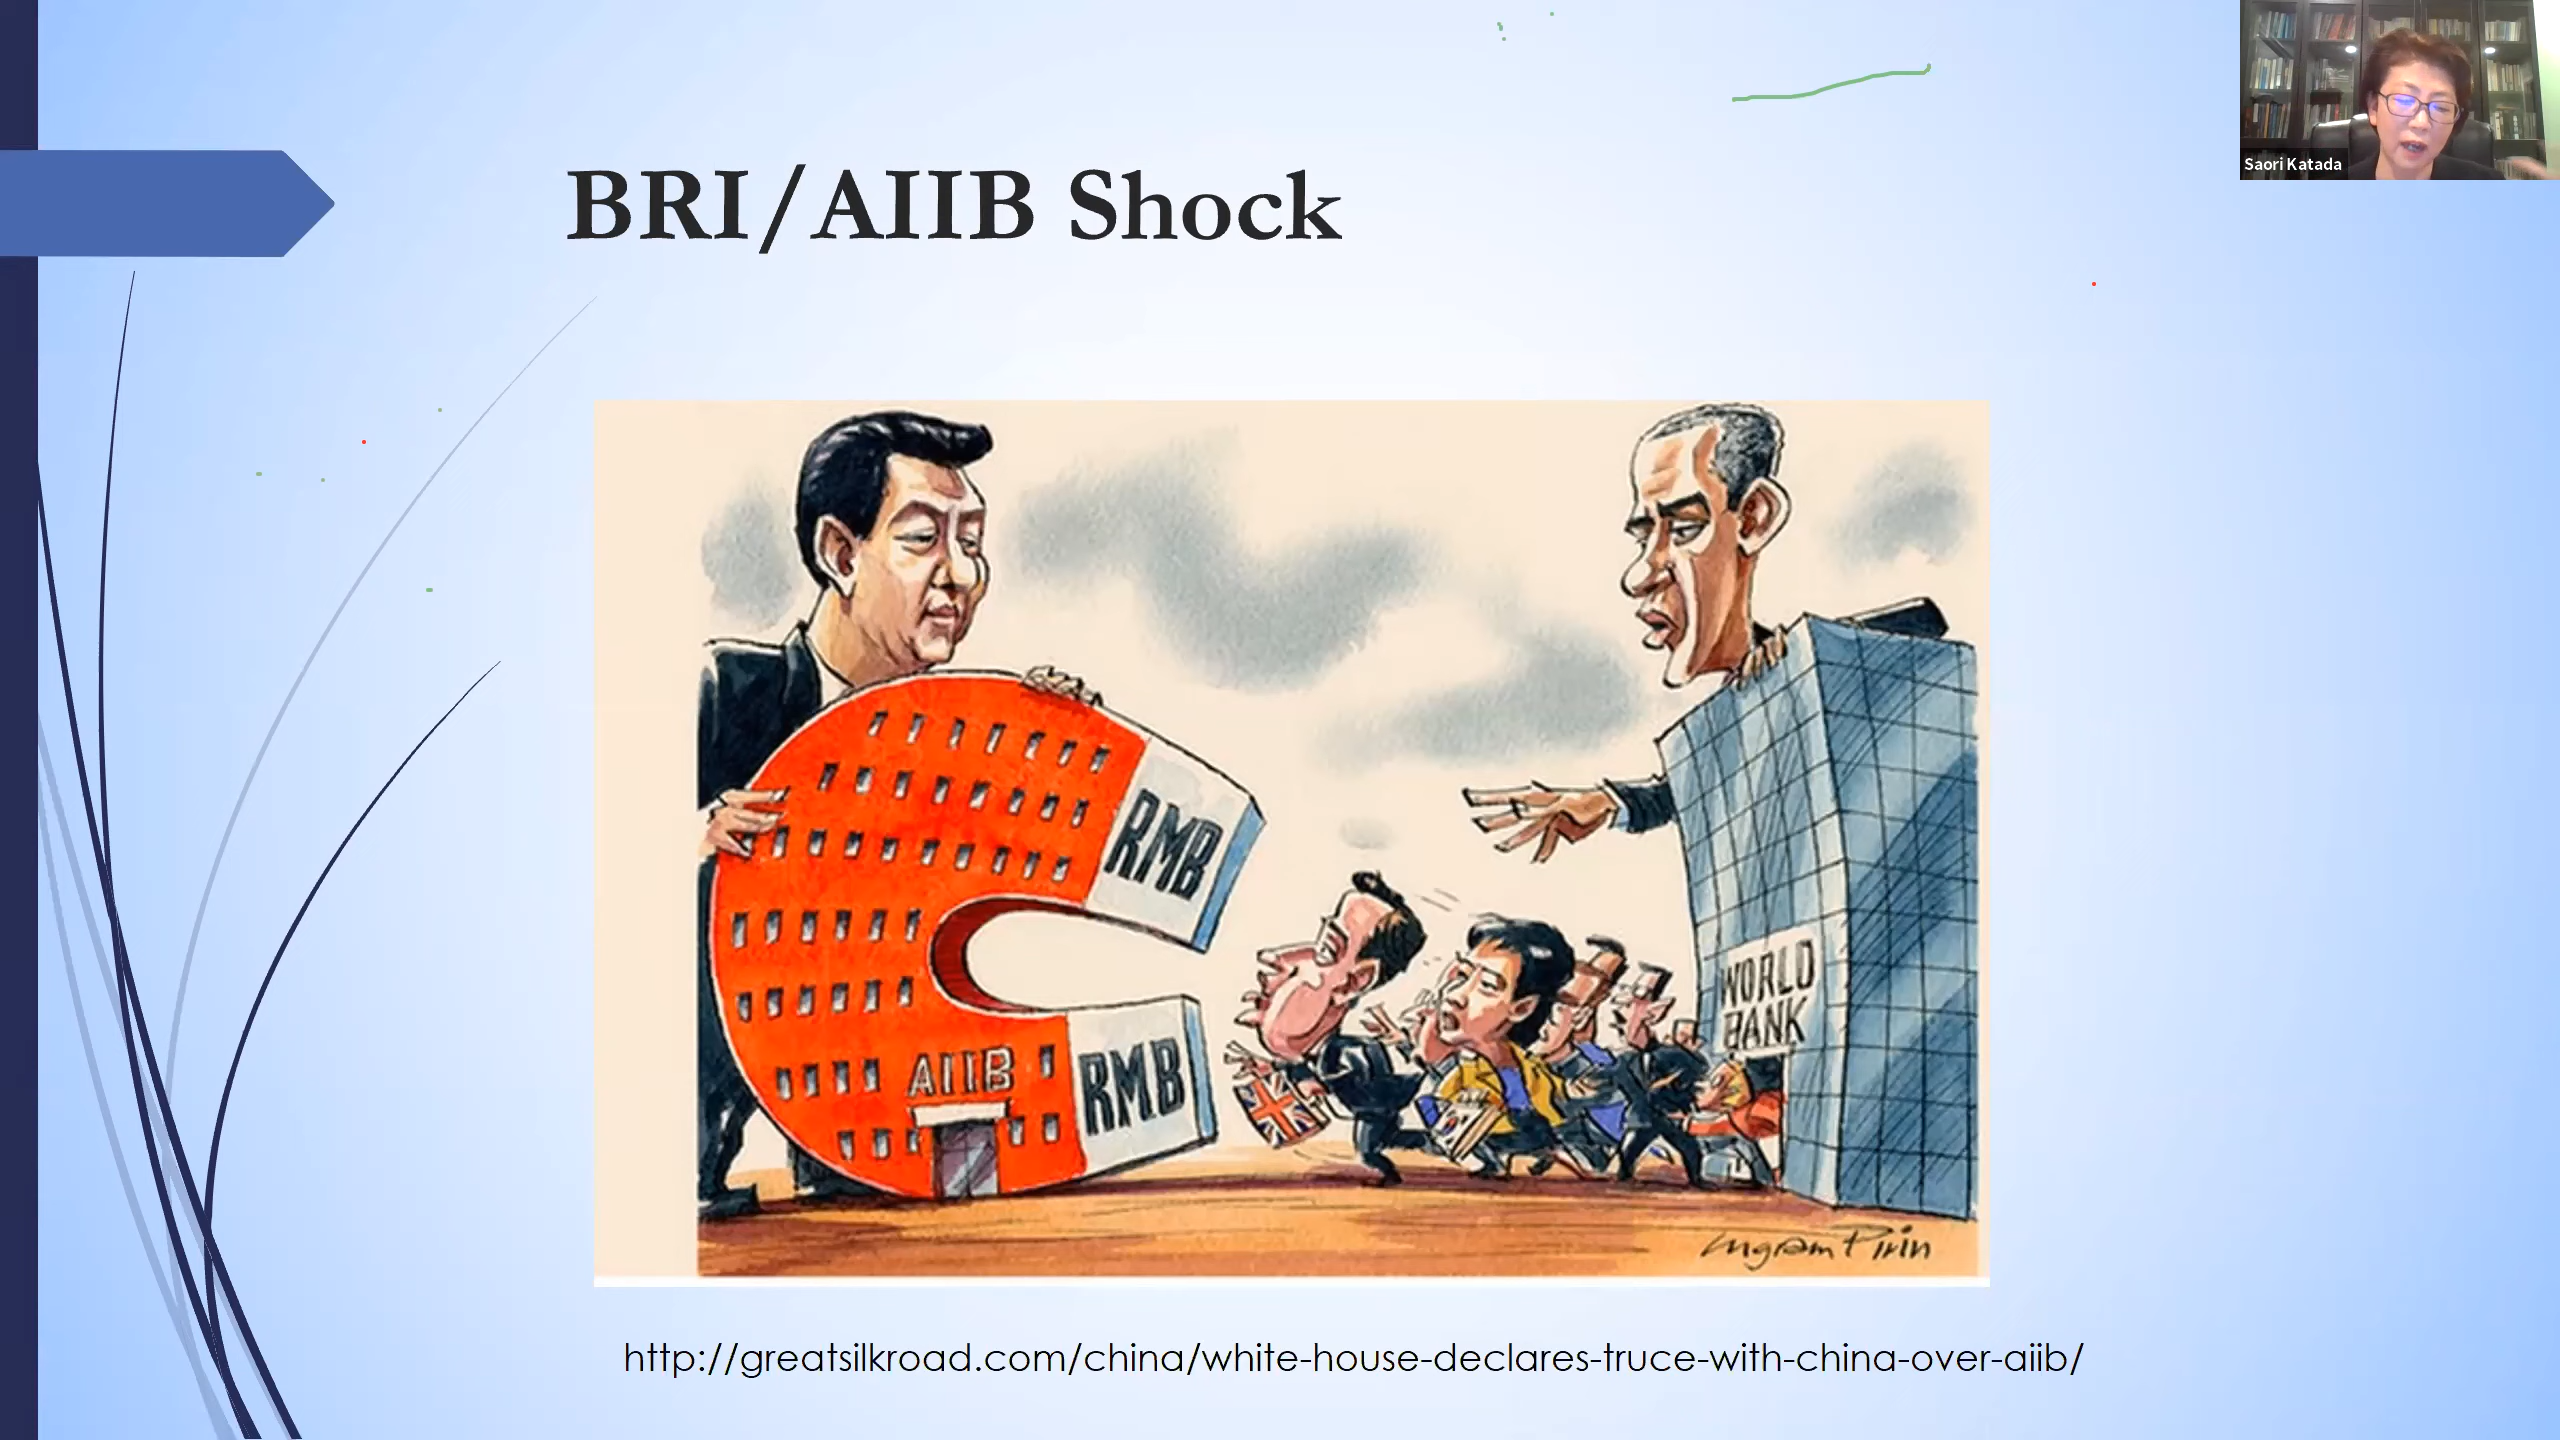 BRI/AIIB Shock
Saori Katada
RMB
WORLD
BANK
AIIB
RMB
Ingram Pinn
http://greatsilkroad.com/china/white-house-declares-truce-with-china-over-aiib/